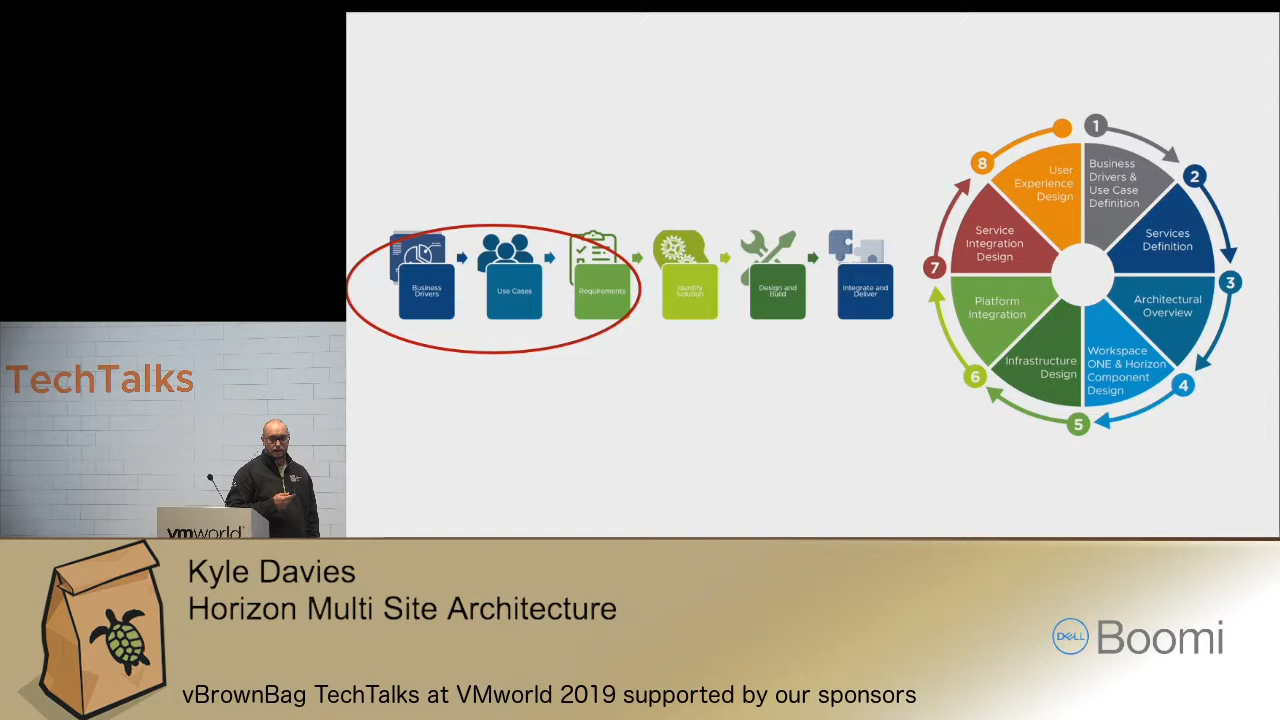 TechTalks
vmworld
Business
Drivers
Use Cases
Requirements
Identify
Solution
Design and
Build
Integrate and
Deliver
1
Business
Drivers &
Use Case
Definition
2
Services
Definition
3
Architectural
Overview
4
Workspace
ONE & Horizon
Component
Design
5
Infrastructure
Design
6
Platform
Integration
7
Service
Integration
Design
8
User
Experience
Design
Kyle Davies
Horizon Multi Site Architecture
DELL Boomi
vBrownBag TechTalks at VMworld 2019 supported by our sponsors